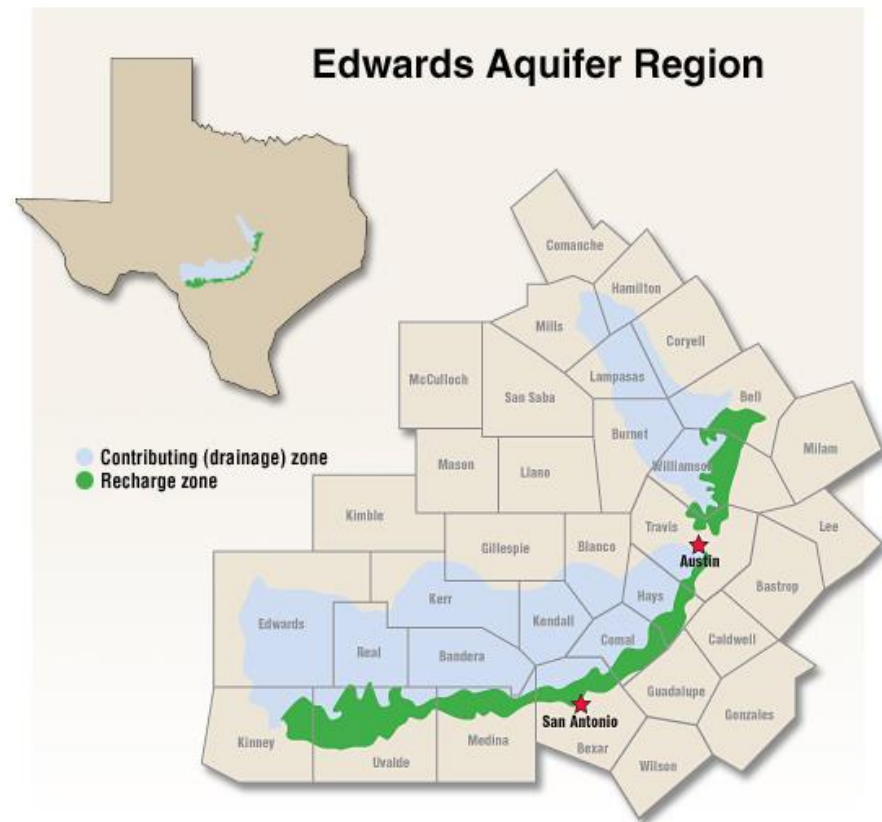 Edwards Aquifer Region
Comanche
Hamilton
Mills
Coryell
McCulloch
Lampasas
San Saba
Bell
Burnet
Milam
Contributing (drainage) zone
Recharge zone
Mason
Llano
Williamson
Kimble
Travis
Lee
Gillespie
Blanco
Austin
Bastrop
Kerr
Hays
Edwards
Kendall
Comal
Caldwell
Real
Bandera
Guadalupe
Gonzales
San Antonio
Kinney
Medina
Bexar
Uvalde
Wilson